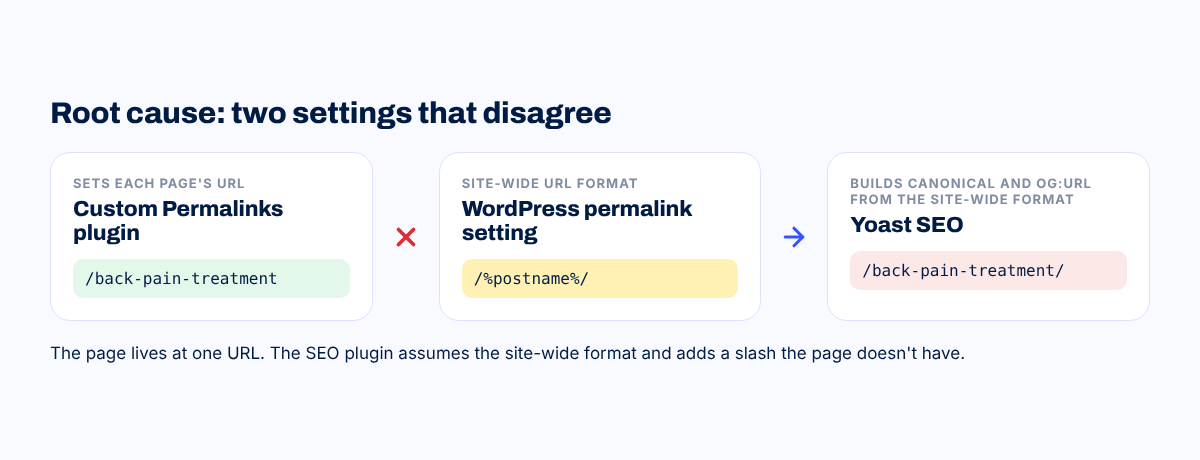 Root cause: two settings that disagree
SETS EACH PAGE'S URL
Custom Permalinks
plugin
/back-pain-treatment
SITE-WIDE URL FORMAT
WordPress permalink
setting
/%postname%/
BUILDS CANONICAL AND OG:URL
FROM THE SITE-WIDE FORMAT
Yoast SEO
/back-pain-treatment/
The page lives at one URL. The SEO plugin assumes the site-wide format and adds a slash the page doesn't have.